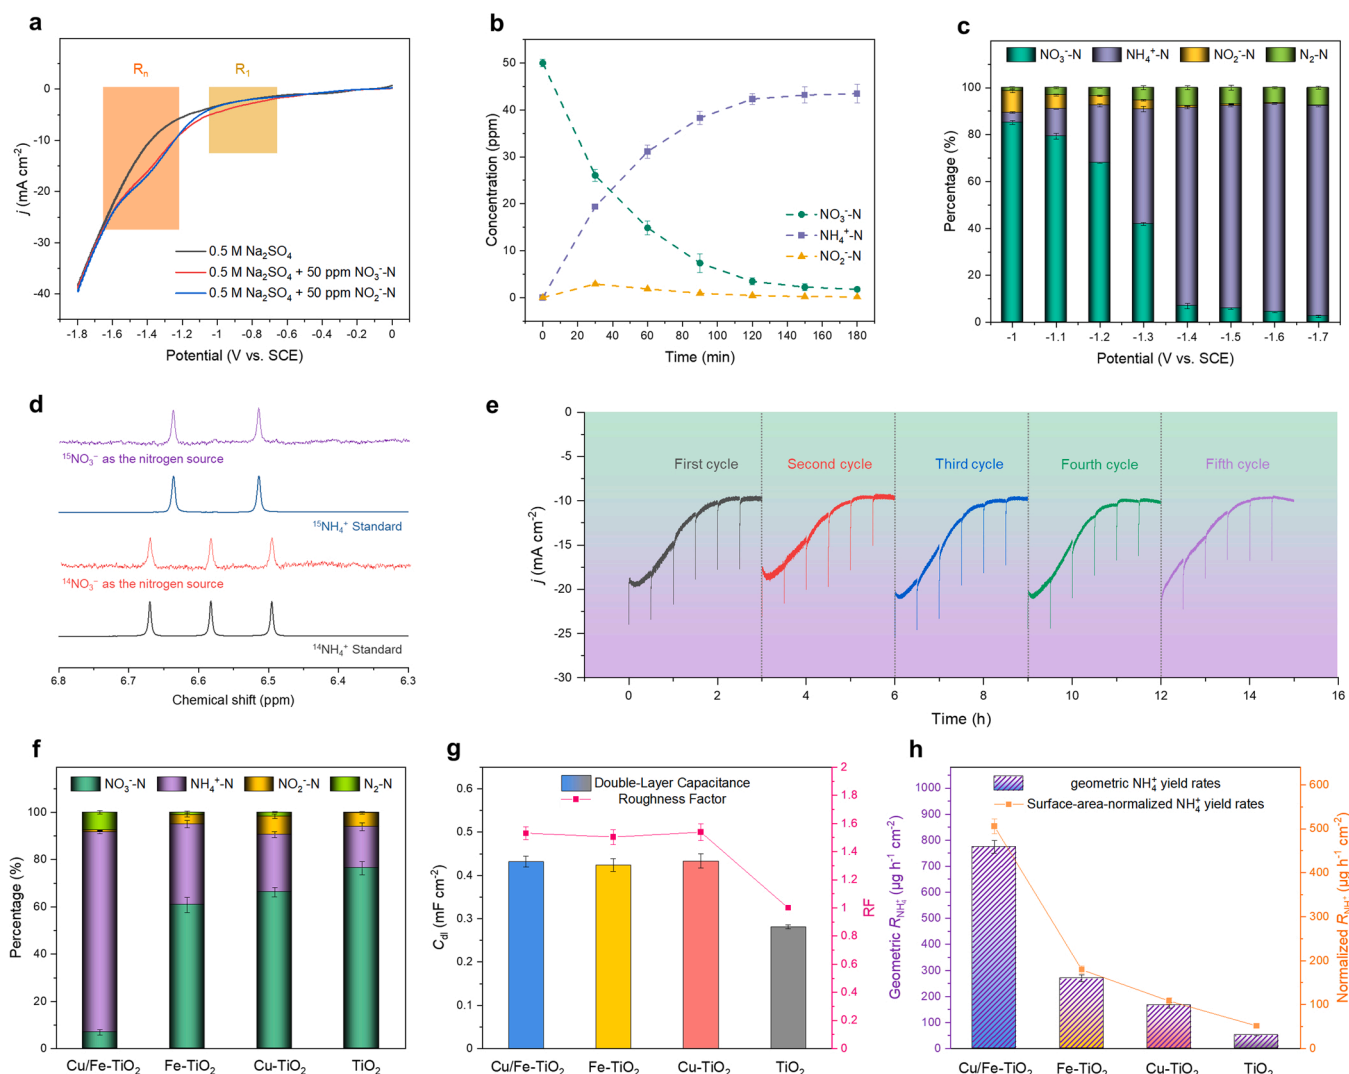 a
Rₙ
R₁
0
-10
-20
-30
-40
j (mA cm⁻²)
0.5 M Na₂SO₄
0.5 M Na₂SO₄ + 50 ppm NO₃⁻-N
0.5 M Na₂SO₄ + 50 ppm NO₂⁻-N
-1.8 -1.6 -1.4 -1.2 -1.0 -0.8 -0.6 -0.4 -0.2 0
Potential (V vs. SCE)
b
50
40
30
20
10
0
Concentration (ppm)
NO₃⁻-N
NH₄⁺-N
NO₂⁻-N
0 20 40 60 80 100 120 140 160 180
Time (min)
c
NO₃⁻-N NH₄⁺-N NO₂⁻-N N₂-N
100
80
60
40
20
0
Percentage (%)
-1 -1.1 -1.2 -1.3 -1.4 -1.5 -1.6 -1.7
Potential (V vs. SCE)
d
¹⁵NO₃⁻ as the nitrogen source
¹⁵NH₄⁺ Standard
¹⁴NO₃⁻ as the nitrogen source
¹⁴NH₄⁺ Standard
6.8 6.7 6.6 6.5 6.4 6.3
Chemical shift (ppm)
e
0
-5
-10
-15
-20
-25
-30
j (mA cm⁻²)
First cycle Second cycle Third cycle Fourth cycle Fifth cycle
0 2 4 6 8 10 12 14 16
Time (h)
f
NO₃⁻-N NH₄⁺-N NO₂⁻-N N₂-N
100
80
60
40
20
0
Percentage (%)
Cu/Fe-TiO₂ Fe-TiO₂ Cu-TiO₂ TiO₂
g
Double-Layer Capacitance
Roughness Factor
0.6
0.5
0.4
0.3
0.2
0.1
0
C_dl (mF cm⁻²)
2
1.8
1.6
1.4
1.2
1
0.8
0.6
0.4
0.2
0
RF
Cu/Fe-TiO₂ Fe-TiO₂ Cu-TiO₂ TiO₂
h
geometric NH₄⁺ yield rates
Surface-area-normalized NH₄⁺ yield rates
1000
900
800
700
600
500
400
300
200
100
0
Geometric R_NH₄⁺ (μg h⁻¹ cm⁻²)
600
500
400
300
200
100
0
Normalized R_NH₄⁺ (μg h⁻¹ cm⁻²)
Cu/Fe-TiO₂ Fe-TiO₂ Cu-TiO₂ TiO₂